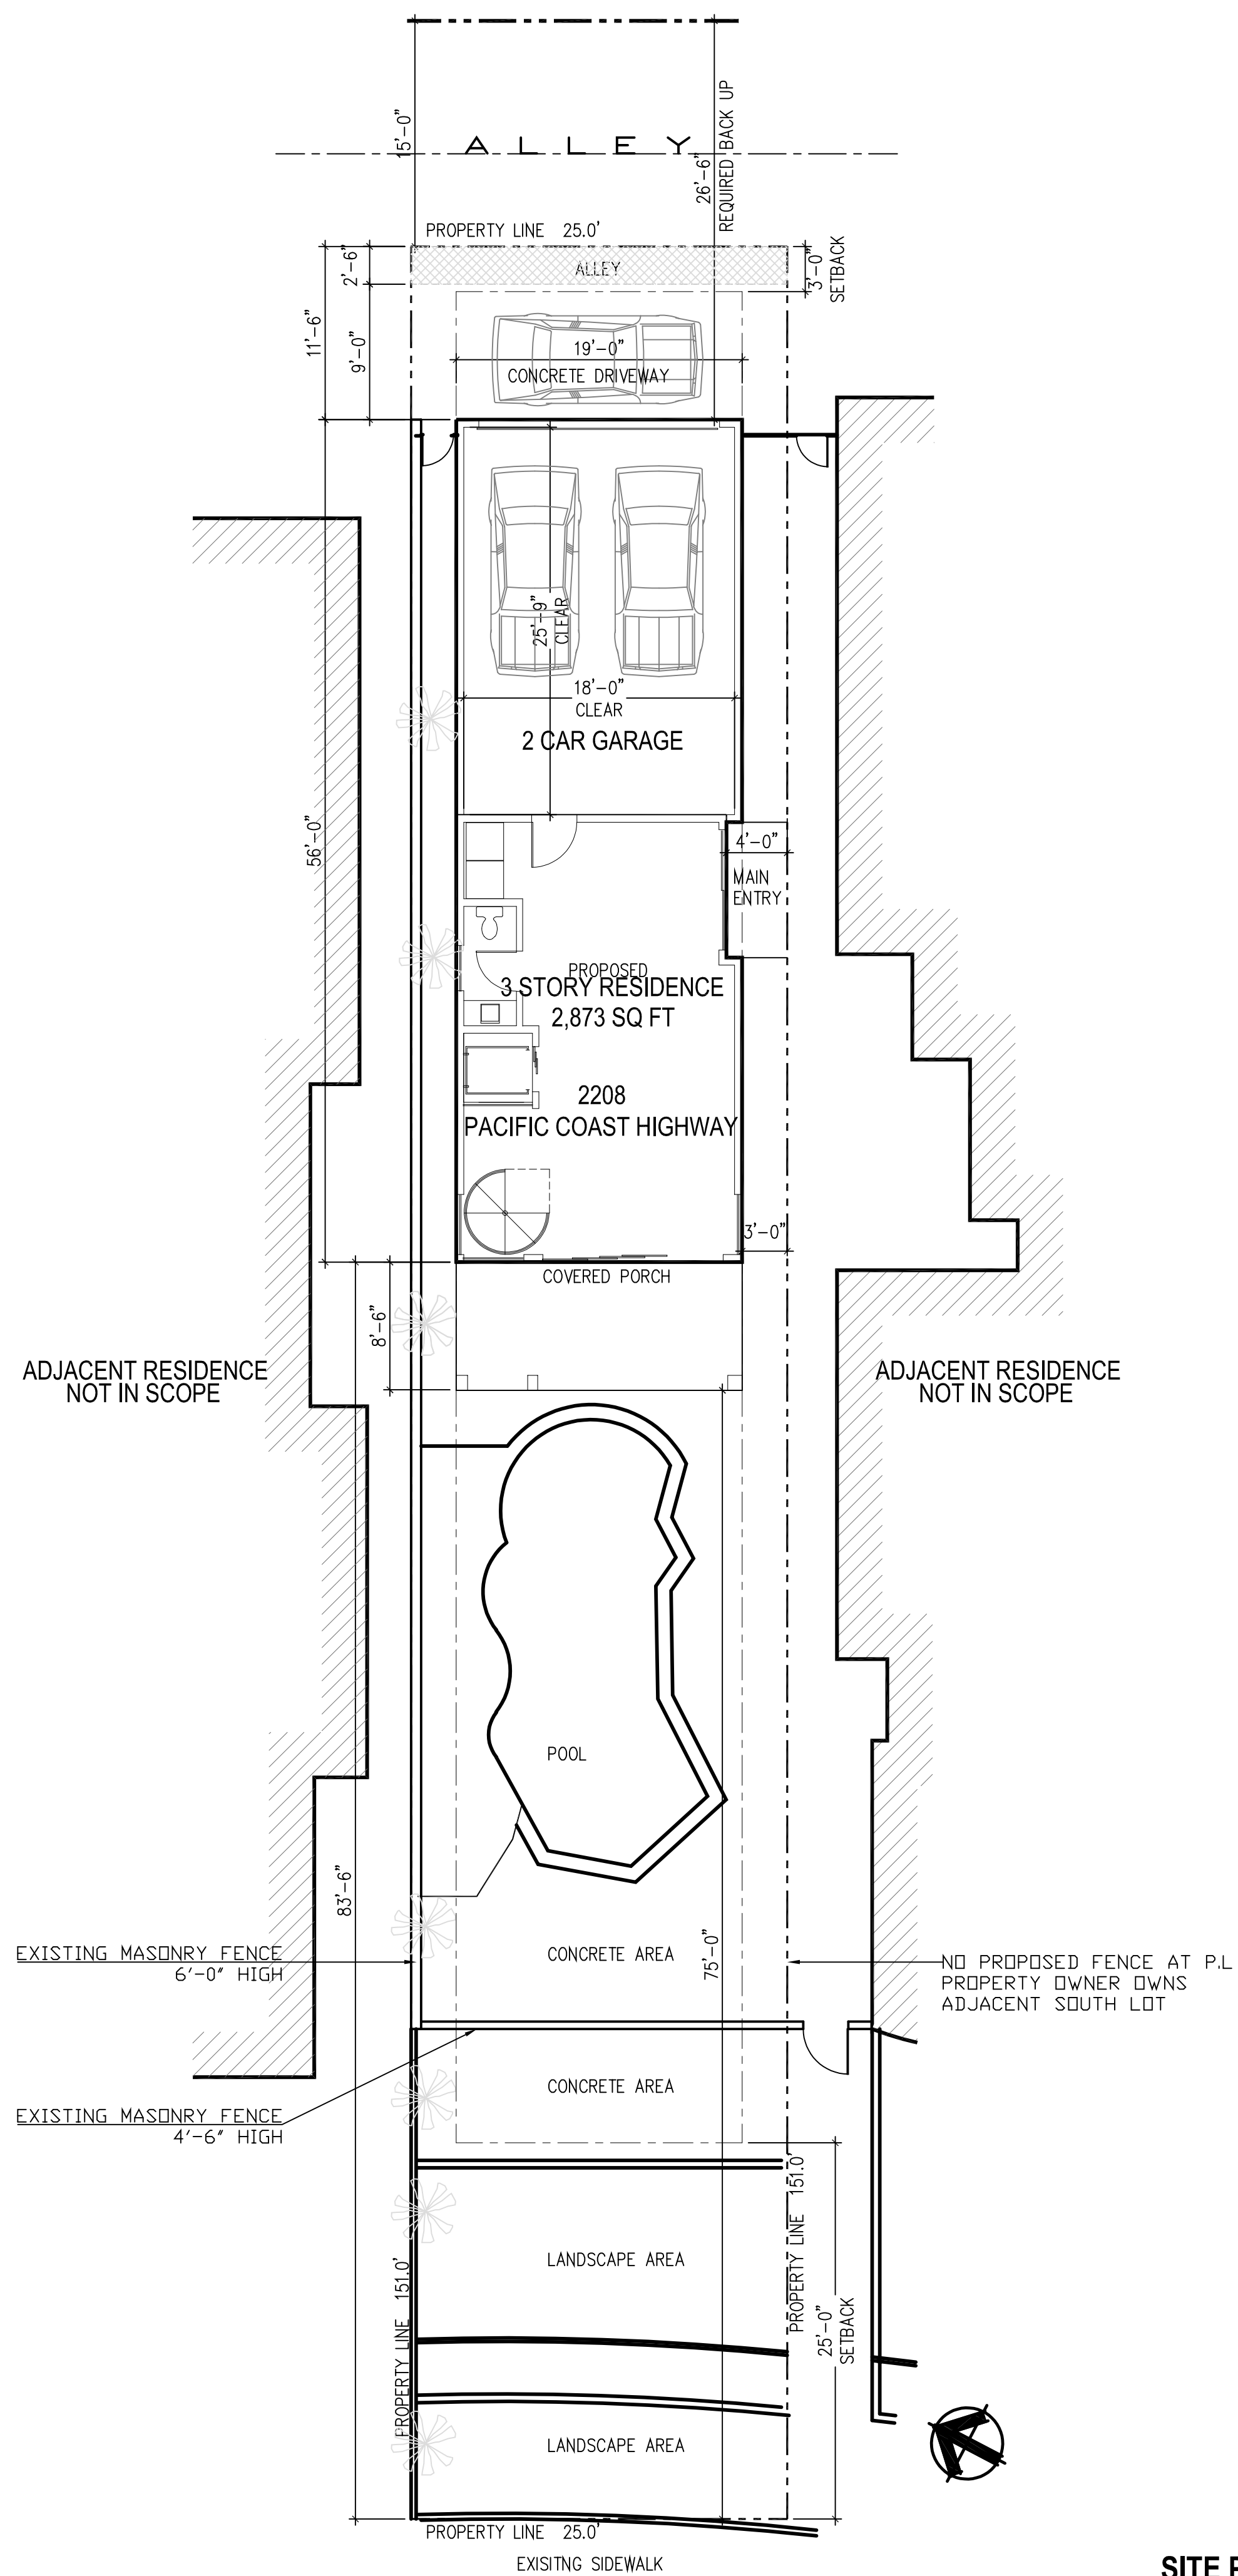 15'-0"
A L L E Y
26'-6"
REQUIRED BACK UP
PROPERTY LINE 25.0'
2'-6"
ALLEY
3'-0"
SETBACK
11'-6"
9'-0"
19'-0"
CONCRETE DRIVEWAY
25'-9"
CLEAR
18'-0"
CLEAR
2 CAR GARAGE
56'-0"
4'-0"
MAIN
ENTRY
PROPOSED
3 STORY RESIDENCE
2,873 SQ FT
2208
PACIFIC COAST HIGHWAY
3'-0"
COVERED PORCH
8'-6"
ADJACENT RESIDENCE
NOT IN SCOPE
ADJACENT RESIDENCE
NOT IN SCOPE
POOL
83'-6"
75'-0"
CONCRETE AREA
EXISTING MASONRY FENCE
6'-0" HIGH
NO PROPOSED FENCE AT P.L
PROPERTY OWNER OWNS
ADJACENT SOUTH LOT
CONCRETE AREA
EXISTING MASONRY FENCE
4'-6" HIGH
PROPERTY LINE 151.0'
LANDSCAPE AREA
PROPERTY LINE 151.0'
25'-0"
SETBACK
LANDSCAPE AREA
PROPERTY LINE 25.0'
EXISITNG SIDEWALK
SITE